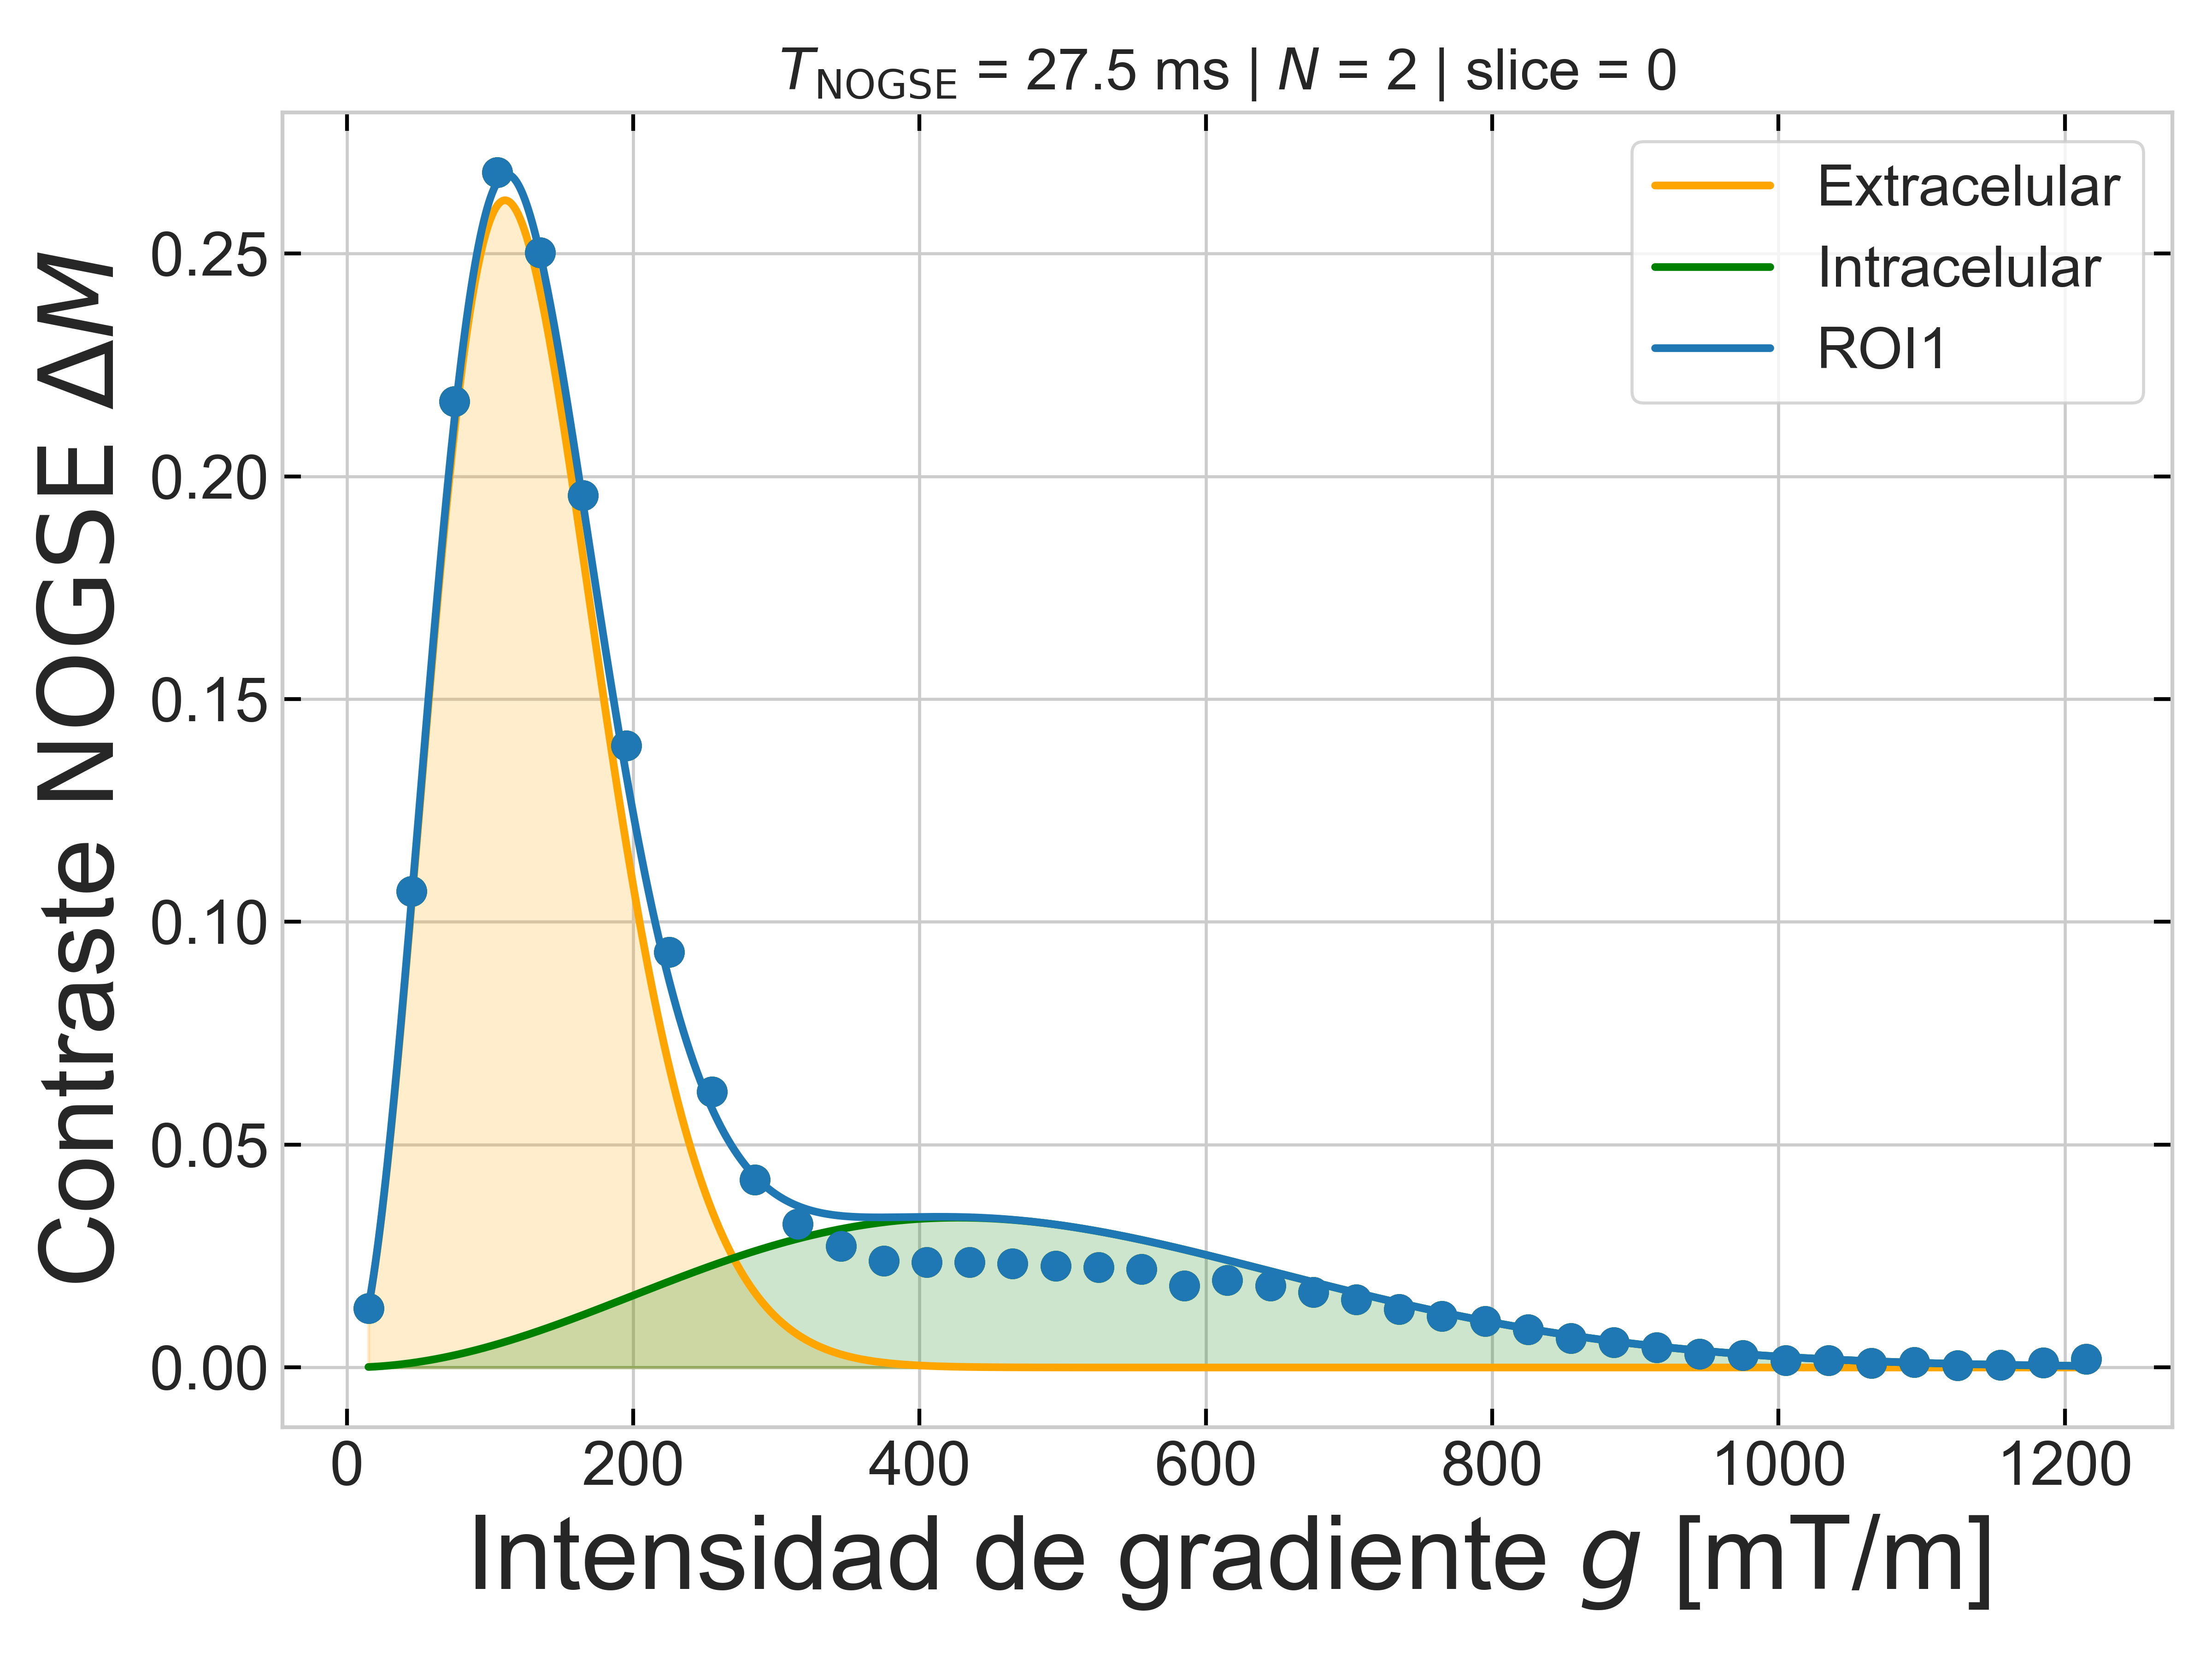 T_NOGSE = 27.5 ms | N = 2 | slice = 0
Contraste NOGSE ΔM
0.25
0.20
0.15
0.10
0.05
0.00
Extracelular
Intracelular
ROI1
0 200 400 600 800 1000 1200
Intensidad de gradiente g [mT/m]